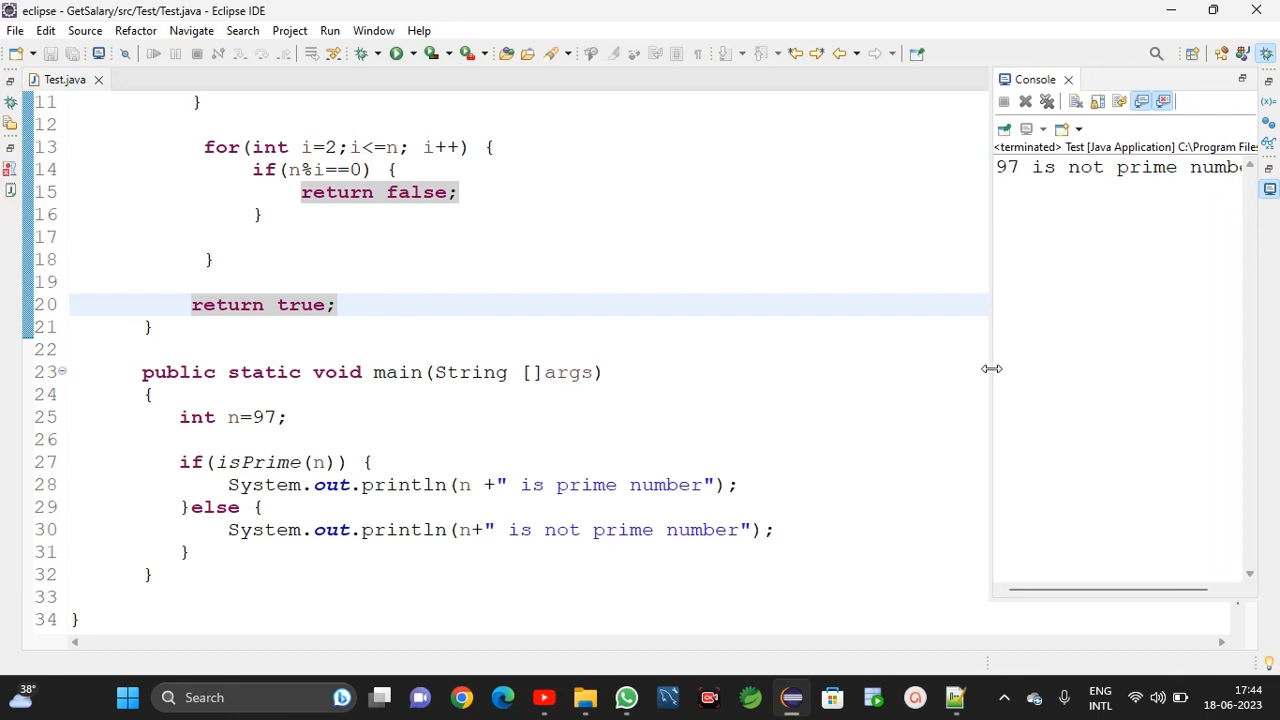 eclipse - GetSalary/src/Test/Test.java - Eclipse IDE
File Edit Source Refactor Navigate Search Project Run Window Help
Test.java
Console
<terminated> Test [Java Application] C:\Program Files
97 is not prime numb
11 }
12
13 for(int i=2;i<=n; i++) {
14 if(n%i==0) {
15 return false;
16 }
17
18 }
19
20 return true;
21 }
22
23 public static void main(String []args)
24 {
25 int n=97;
26
27 if(isPrime(n)) {
28 System.out.println(n +" is prime number");
29 }else {
30 System.out.println(n+" is not prime number");
31 }
32 }
33
34 }
38°
Search
ENG
INTL
17:44
18-06-2023